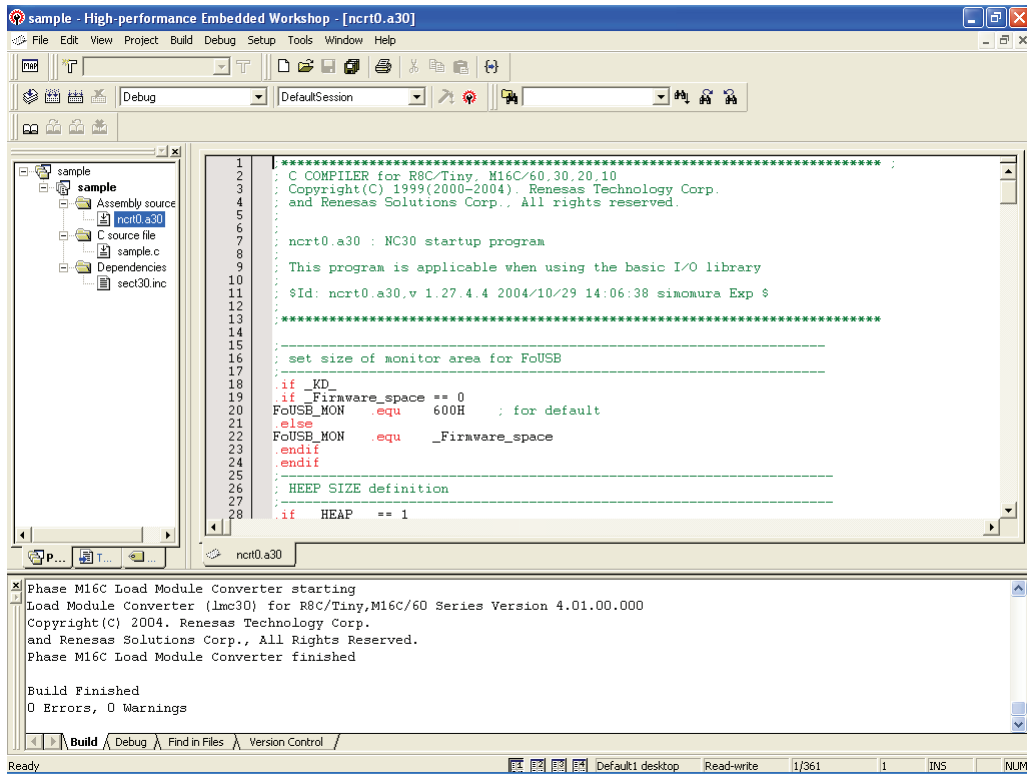 sample - High-performance Embedded Workshop - [ncrt0.a30]
File Edit View Project Build Debug Setup Tools Window Help
MAP
Debug DefaultSession
sample
sample
Assembly source
ncrt0.a30
C source file
sample.c
Dependencies
sect30.inc
P... T... ...
1 ;*************************************************************************** ;
2 ; C COMPILER for R8C/Tiny, M16C/60,30,20,10
3 ; Copyright(C) 1999(2000-2004). Renesas Technology Corp.
4 ; and Renesas Solutions Corp., All rights reserved.
5 ;
6 ;
7 ; ncrt0.a30 : NC30 startup program
8 ;
9 ; This program is applicable when using the basic I/O library
10 ;
11 ; $Id: ncrt0.a30,v 1.27.4.4 2004/10/29 14:06:38 simomura Exp $
12 ;
13 ;***************************************************************************
14
15 ;--------------------------------------------------------------------
16 ; set size of monitor area for FoUSB
17 ;--------------------------------------------------------------------
18 .if _KD_
19 .if _Firmware_space == 0
20 FoUSB_MON .equ 600H ; for default
21 .else
22 FoUSB_MON .equ _Firmware_space
23 .endif
24 .endif
25 ;---------------------------------------------------------------------
26 ; HEEP SIZE definition
27 ;---------------------------------------------------------------------
28 .if __HEAP__ == 1
ncrt0.a30
Phase M16C Load Module Converter starting
Load Module Converter (lmc30) for R8C/Tiny,M16C/60 Series Version 4.01.00.000
Copyright(C) 2004. Renesas Technology Corp.
and Renesas Solutions Corp., All Rights Reserved.
Phase M16C Load Module Converter finished
Build Finished
0 Errors, 0 Warnings
Build Debug Find in Files Version Control
Ready 1 2 3 4 Default1 desktop Read-write 1/361 1 INS NUM